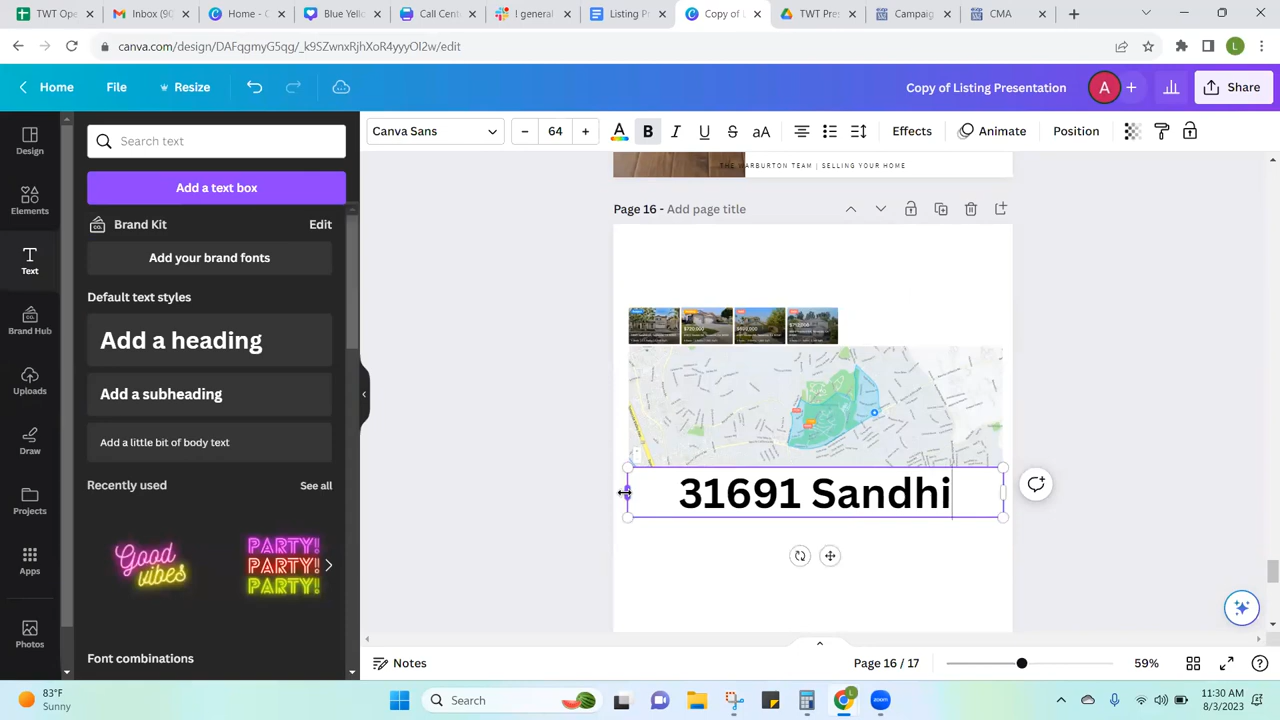 TWT Ope
Inbox (90
Home -
Blue Yello
Call Cent
I general
Listing Pr
Copy of L
TWT Pres
Campaig
CMA
canva.com/design/DAFqgmyG5qg/_k9SZwnxRjhXoR4yyyOI2w/edit
L
Home
File
Resize
Copy of Listing Presentation
A
Share
Search text
Canva Sans
64
B
I
U
S
aA
Effects
Animate
Position
Design
Elements
Text
Brand Hub
Uploads
Draw
Projects
Apps
Photos
Add a text box
Brand Kit
Edit
Add your brand fonts
Default text styles
Add a heading
Add a subheading
Add a little bit of body text
Recently used
See all
Good vibes
PARTY!
PARTY!
PARTY!
Font combinations
THE WARBURTON TEAM | SELLING YOUR HOME
Page 16 - Add page title
31691 Sandhi
Notes
Page 16 / 17
59%
83°F
Sunny
Search
zoom
11:30 AM
8/3/2023